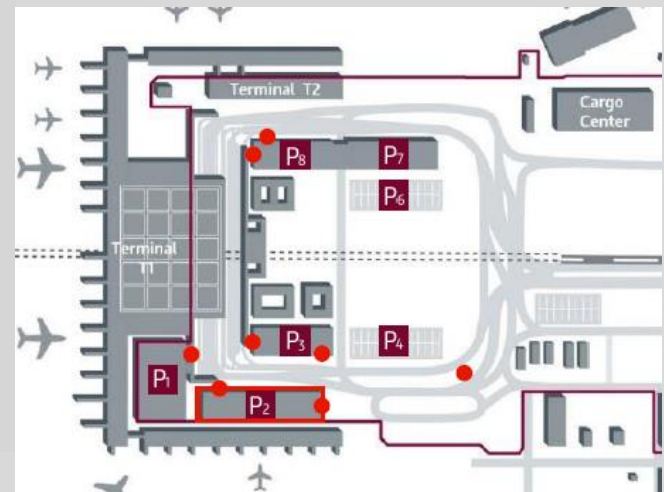 Terminal T2
Cargo
Center
P8
P7
P6
Terminal
T1
P3
P4
P1
P2